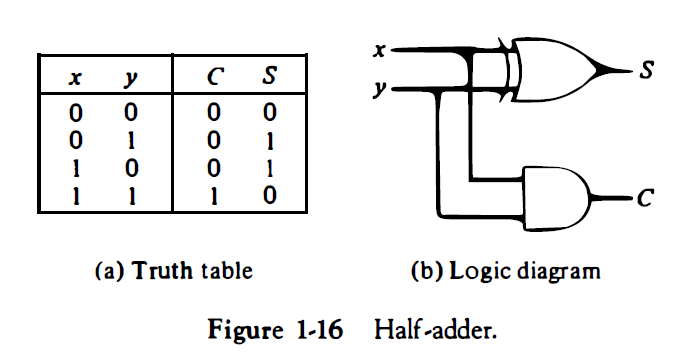 x y C S
0 0 0 0
0 1 0 1
1 0 0 1
1 1 1 0
(a) Truth table
x
y
S
C
(b) Logic diagram
Figure 1-16 Half-adder.